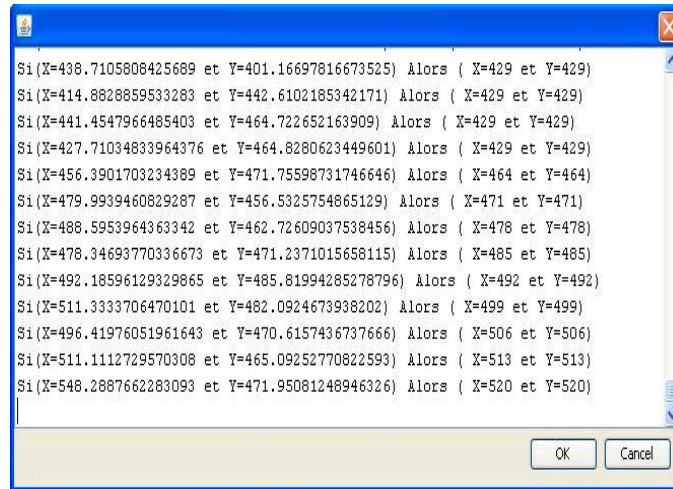 Si(X=438.7105808425689 et Y=401.16697816673525) Alors ( X=429 et Y=429)
Si(X=414.8828859533283 et Y=442.6102185342171) Alors ( X=429 et Y=429)
Si(X=441.4547966485403 et Y=464.722652163909) Alors ( X=429 et Y=429)
Si(X=427.71034833964376 et Y=464.8280623449601) Alors ( X=429 et Y=429)
Si(X=456.3901703234389 et Y=471.75598731746646) Alors ( X=464 et Y=464)
Si(X=479.9939460829287 et Y=456.5325754865129) Alors ( X=471 et Y=471)
Si(X=488.5953964363342 et Y=462.72609037538456) Alors ( X=478 et Y=478)
Si(X=478.34693770336673 et Y=471.2371015658115) Alors ( X=485 et Y=485)
Si(X=492.18596129329865 et Y=485.81994285278796) Alors ( X=492 et Y=492)
Si(X=511.3333706470101 et Y=482.0924673938202) Alors ( X=499 et Y=499)
Si(X=496.41976051961643 et Y=470.6157436737666) Alors ( X=506 et Y=506)
Si(X=511.1112729570308 et Y=465.09252770822593) Alors ( X=513 et Y=513)
Si(X=548.2887662283093 et Y=471.95081248946326) Alors ( X=520 et Y=520)
OK Cancel